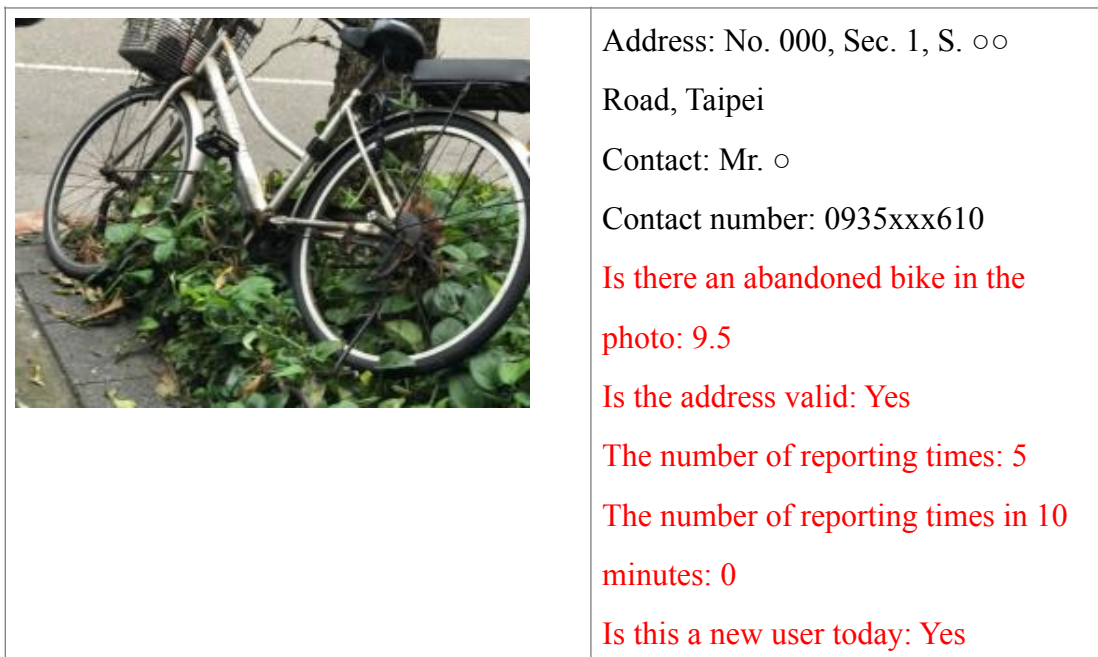 Address: No. 000, Sec. 1, S. ○○
Road, Taipei
Contact: Mr. ○
Contact number: 0935xxx610
Is there an abandoned bike in the
photo: 9.5
Is the address valid: Yes
The number of reporting times: 5
The number of reporting times in 10
minutes: 0
Is this a new user today: Yes